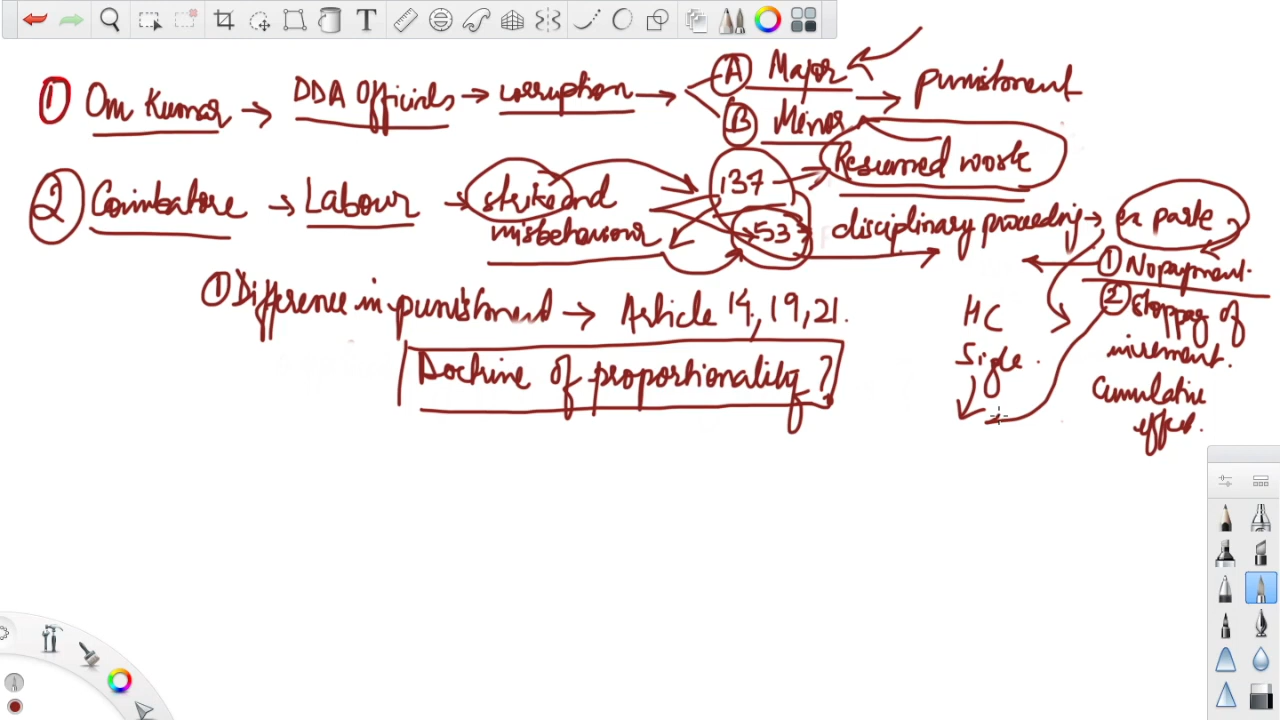 ① Om Kumar → DDA Officials → corruption → Ⓐ Major
Ⓑ Minor → punishment
② Coimbatore → Labour → strike and 137 → Resumed work
misbehaviour 53 disciplinary proceeding → ex parte
① No payment.
② stoppag of
increment.
Cumulative
effect.
① Difference in punishment → Article 14, 19, 21.
Doctrine of proportionality ?
HC
Sigle